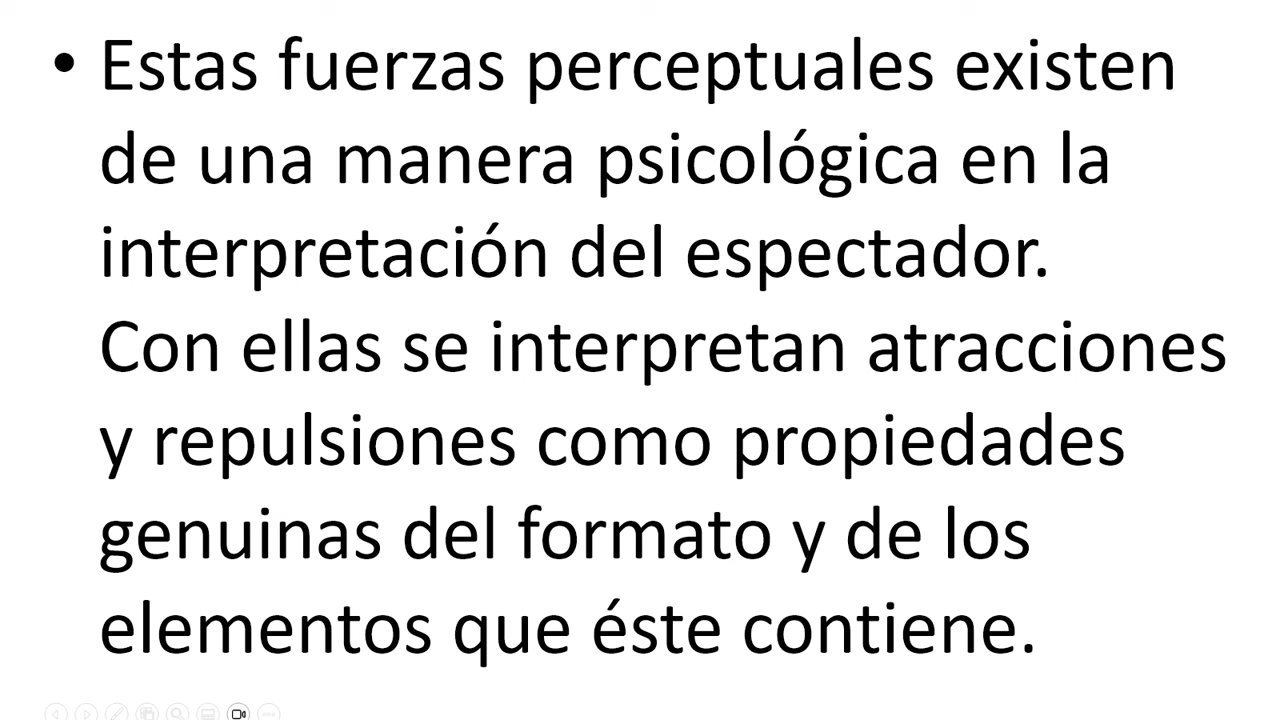 • Estas fuerzas perceptuales existen
de una manera psicológica en la
interpretación del espectador.
Con ellas se interpretan atracciones
y repulsiones como propiedades
genuinas del formato y de los
elementos que éste contiene.